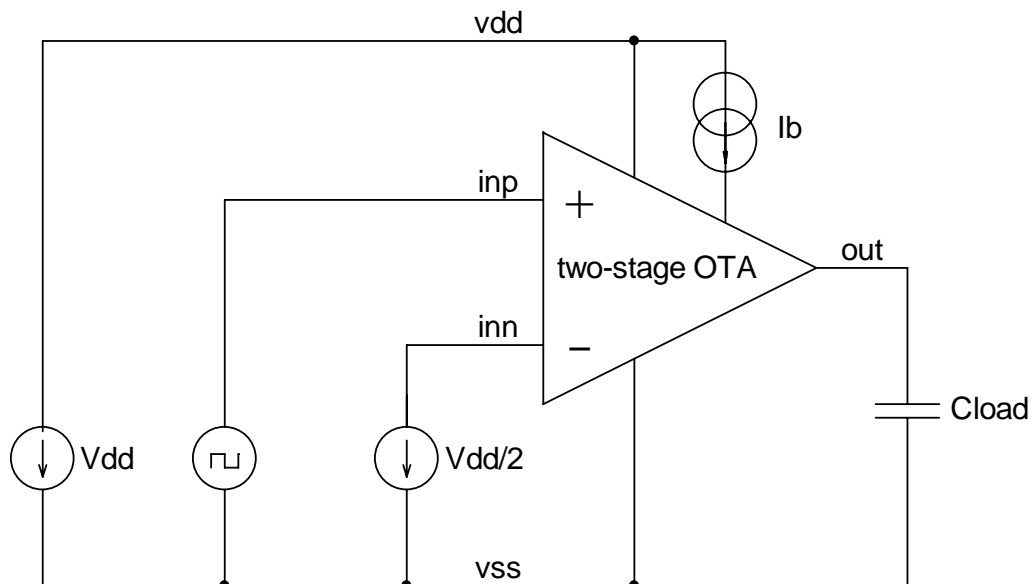 vdd
Ib
inp
+
two-stage OTA
out
inn
−
Cload
Vdd
Vdd/2
vss